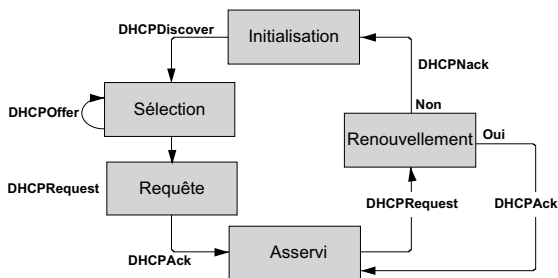 DHCPDiscover
Initialisation
DHCPNack
DHCPOffer
Sélection
Non
Renouvellement
Oui
DHCPRequest
Requête
DHCPRequest
DHCPAck
DHCPAck
Asservi